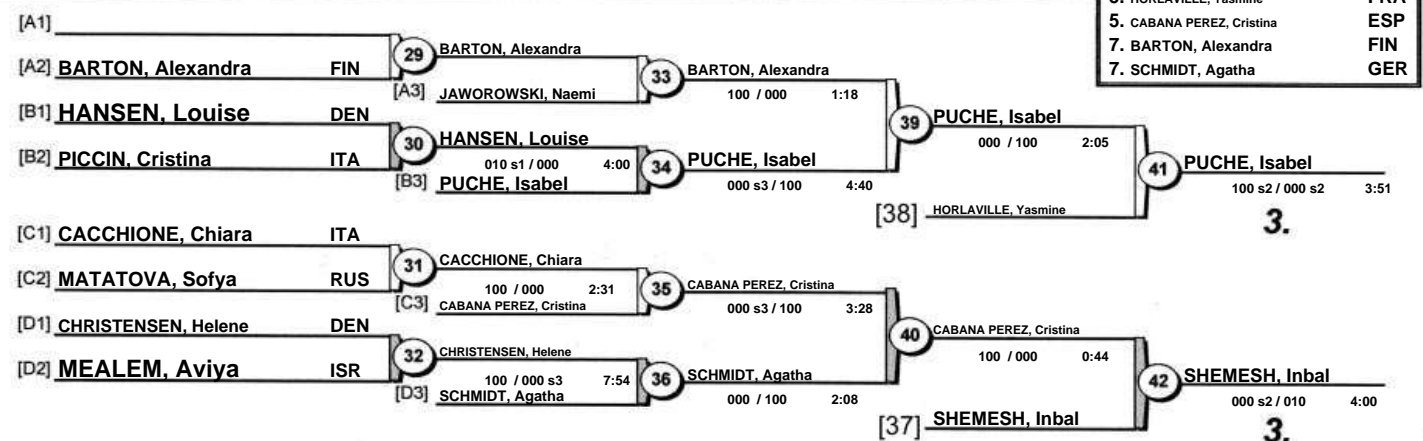 5. HORLAVILLE, Yasmine FRA
5. CABANA PEREZ, Cristina ESP
7. BARTON, Alexandra FIN
7. SCHMIDT, Agatha GER
[A1]
29 BARTON, Alexandra
[A2] BARTON, Alexandra FIN
33 BARTON, Alexandra
[A3] JAWOROWSKI, Naemi
100 / 000 1:18
[B1] HANSEN, Louise DEN
39 PUCHE, Isabel
30 HANSEN, Louise
000 / 100 2:05
[B2] PICCIN, Cristina ITA
010 s1 / 000 4:00
34 PUCHE, Isabel
41 PUCHE, Isabel
[B3] PUCHE, Isabel
000 s3 / 100 4:40
100 s2 / 000 s2 3:51
[38] HORLAVILLE, Yasmine
3.
[C1] CACCHIONE, Chiara ITA
31 CACCHIONE, Chiara
[C2] MATATOVA, Sofya RUS
100 / 000 2:31
35 CABANA PEREZ, Cristina
[C3] CABANA PEREZ, Cristina
000 s3 / 100 3:28
[D1] CHRISTENSEN, Helene DEN
40 CABANA PEREZ, Cristina
32 CHRISTENSEN, Helene
100 / 000 0:44
[D2] MEALEM, Aviya ISR
100 / 000 s3 7:54
36 SCHMIDT, Agatha
42 SHEMESH, Inbal
[D3] SCHMIDT, Agatha
000 / 100 2:08
000 s2 / 010 4:00
[37] SHEMESH, Inbal
3.